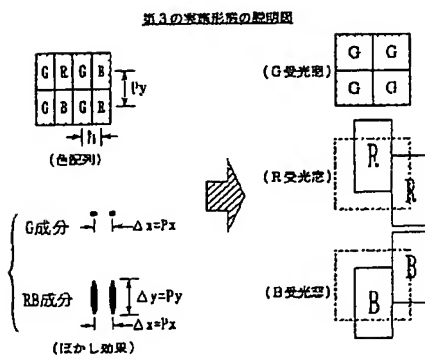 第3の実施形態の説明図
G R G B
G B G R
Py
Px
(色配列)
G成分
Δx=Px
RB成分
Δy=Py
Δx=Px
(ぼかし効果)
(G受光窓)
G G
G G
(R受光窓)
R
R
(B受光窓)
B
B